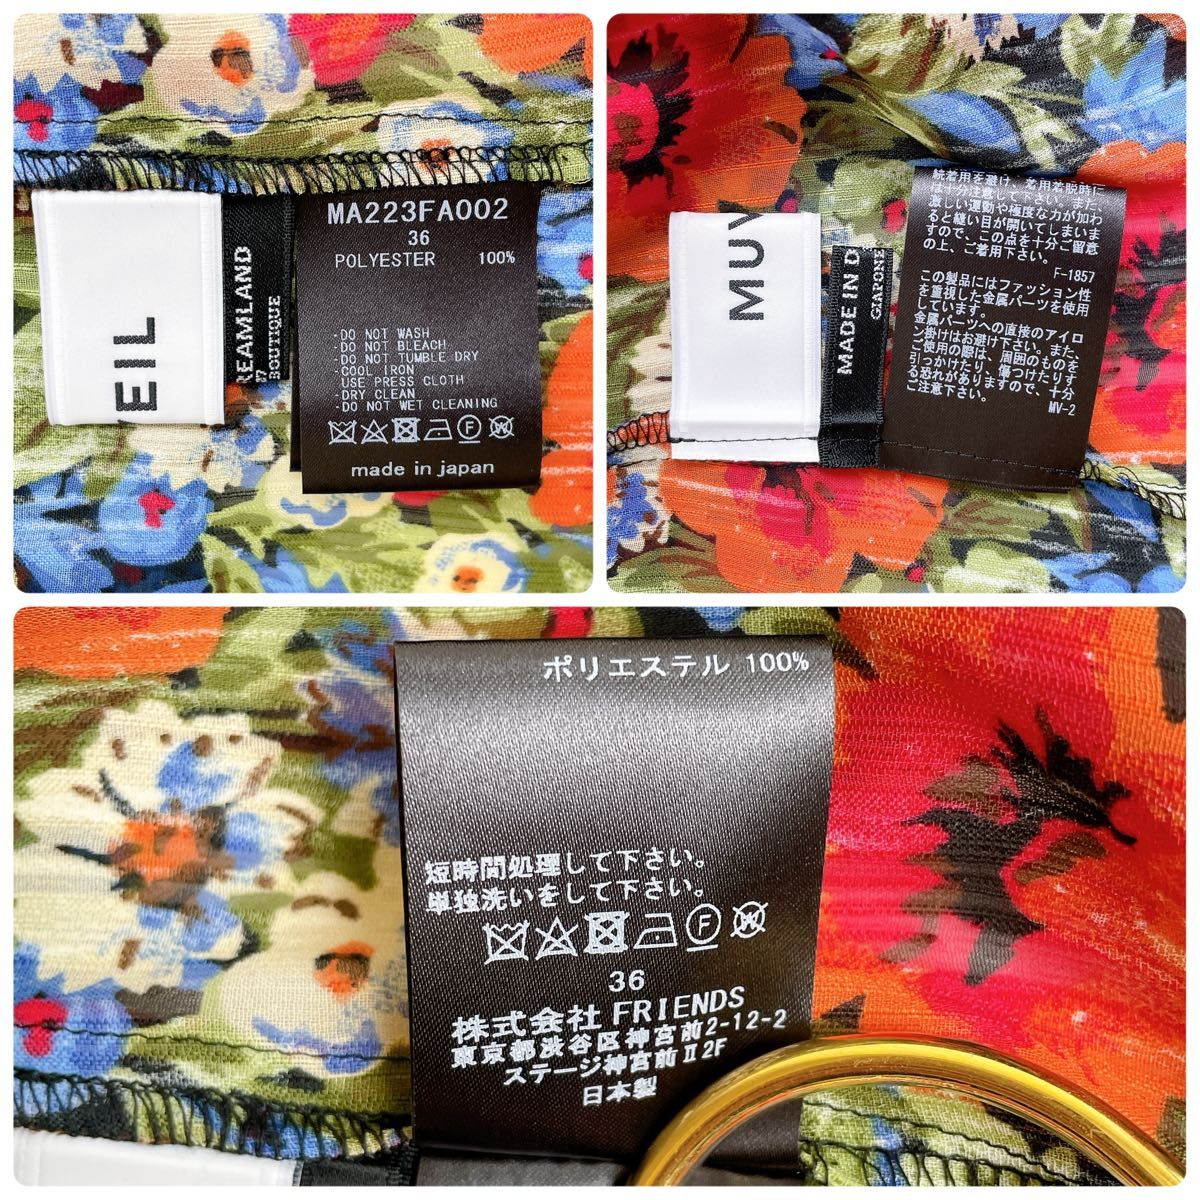 EIL
REAMLAND
BOUTIQUE
MA223FA002
36
POLYESTER 100%
-DO NOT WASH
-DO NOT BLEACH
-DO NOT TUMBLE DRY
-COOL IRON
USE PRESS CLOTH
-DRY CLEAN
-DO NOT WET CLEANING
made in japan
MUV
MADE IN D
GIAPONE
続着用を避け、着用着脱時に
は十分注意して下さい。また、
激しい運動や極度な力が加わ
ると縫い目が開いてしまいま
すので、この点を十分ご留意
の上、ご着用下さい。
F-1857
この製品にはファッション性
を重視した金属パーツを使用
しています。
金属パーツへの直接のアイロ
ン掛けはお避け下さい。また、
ご使用の際は、周囲のものを
引っかけたり、傷つけたりす
る恐れがありますので、十分
ご注意下さい。
MV-2
ポリエステル 100%
短時間処理して下さい。
単独洗いをして下さい。
36
株式会社 FRIENDS
東京都渋谷区神宮前2-12-2
ステージ神宮前Ⅱ2F
日本製